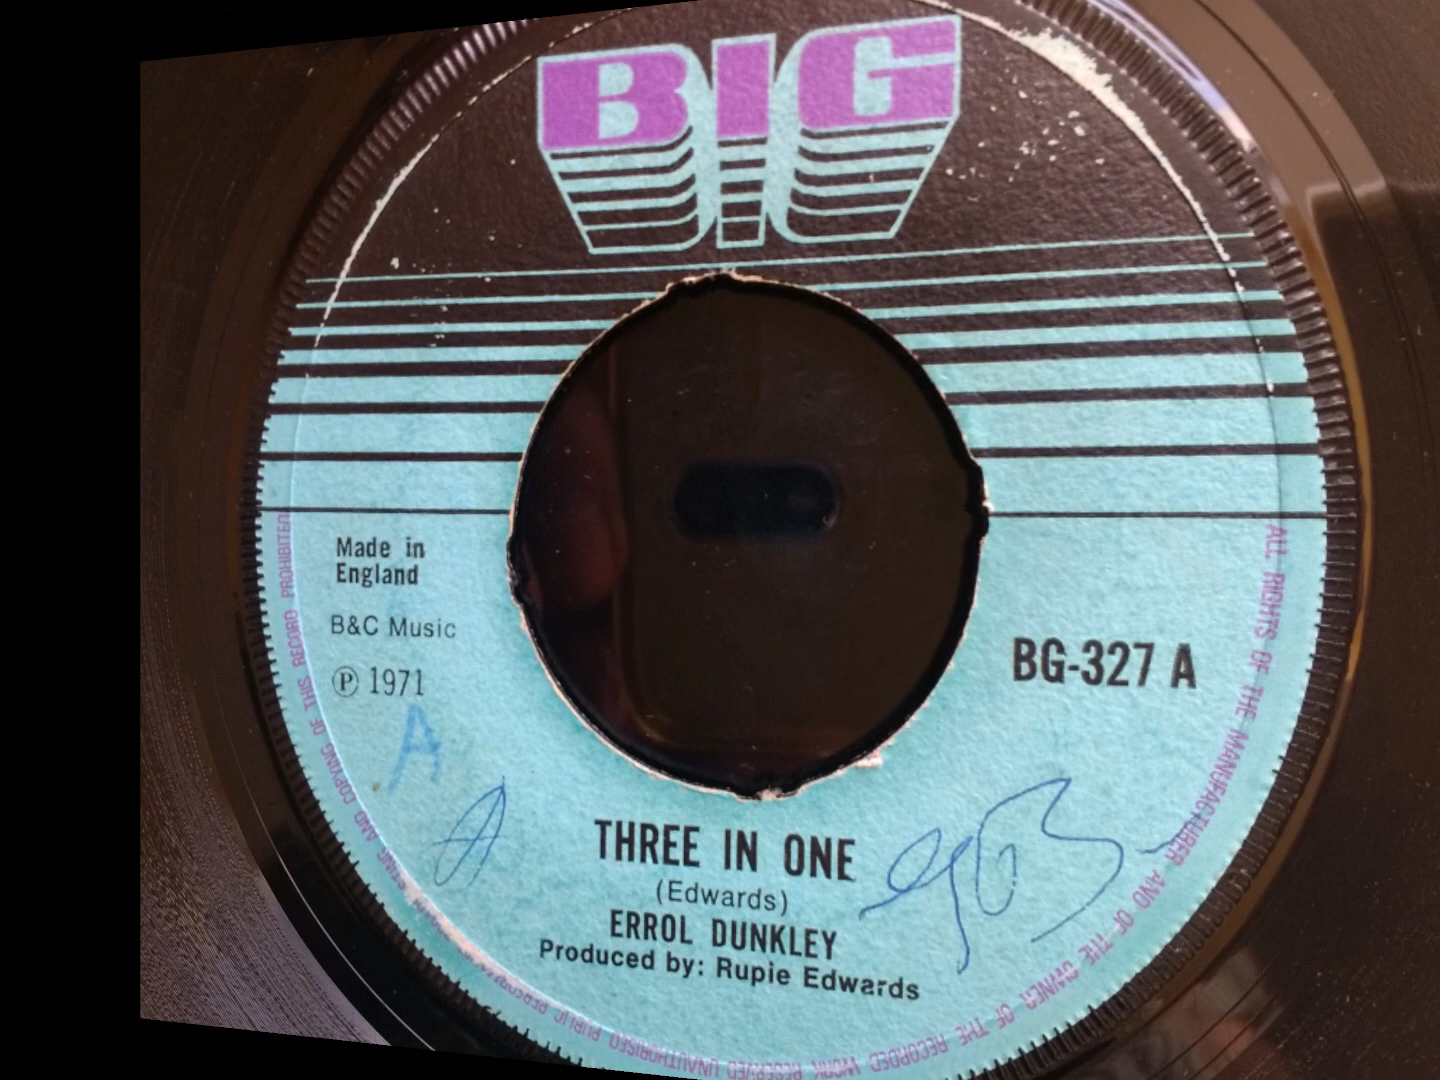 BIG
Made in
England
B&C Music
℗ 1971
A
A
BG-327 A
THREE IN ONE
(Edwards)
ERROL DUNKLEY
Produced by: Rupie Edwards
ALL RIGHTS OF THE MANUFACTURER AND OF THE OWNER OF THE RECORDED WORK RESERVED UNAUTHORISED PUBLIC PERFORMANCE AND COPYING OF THIS RECORD PROHIBITED